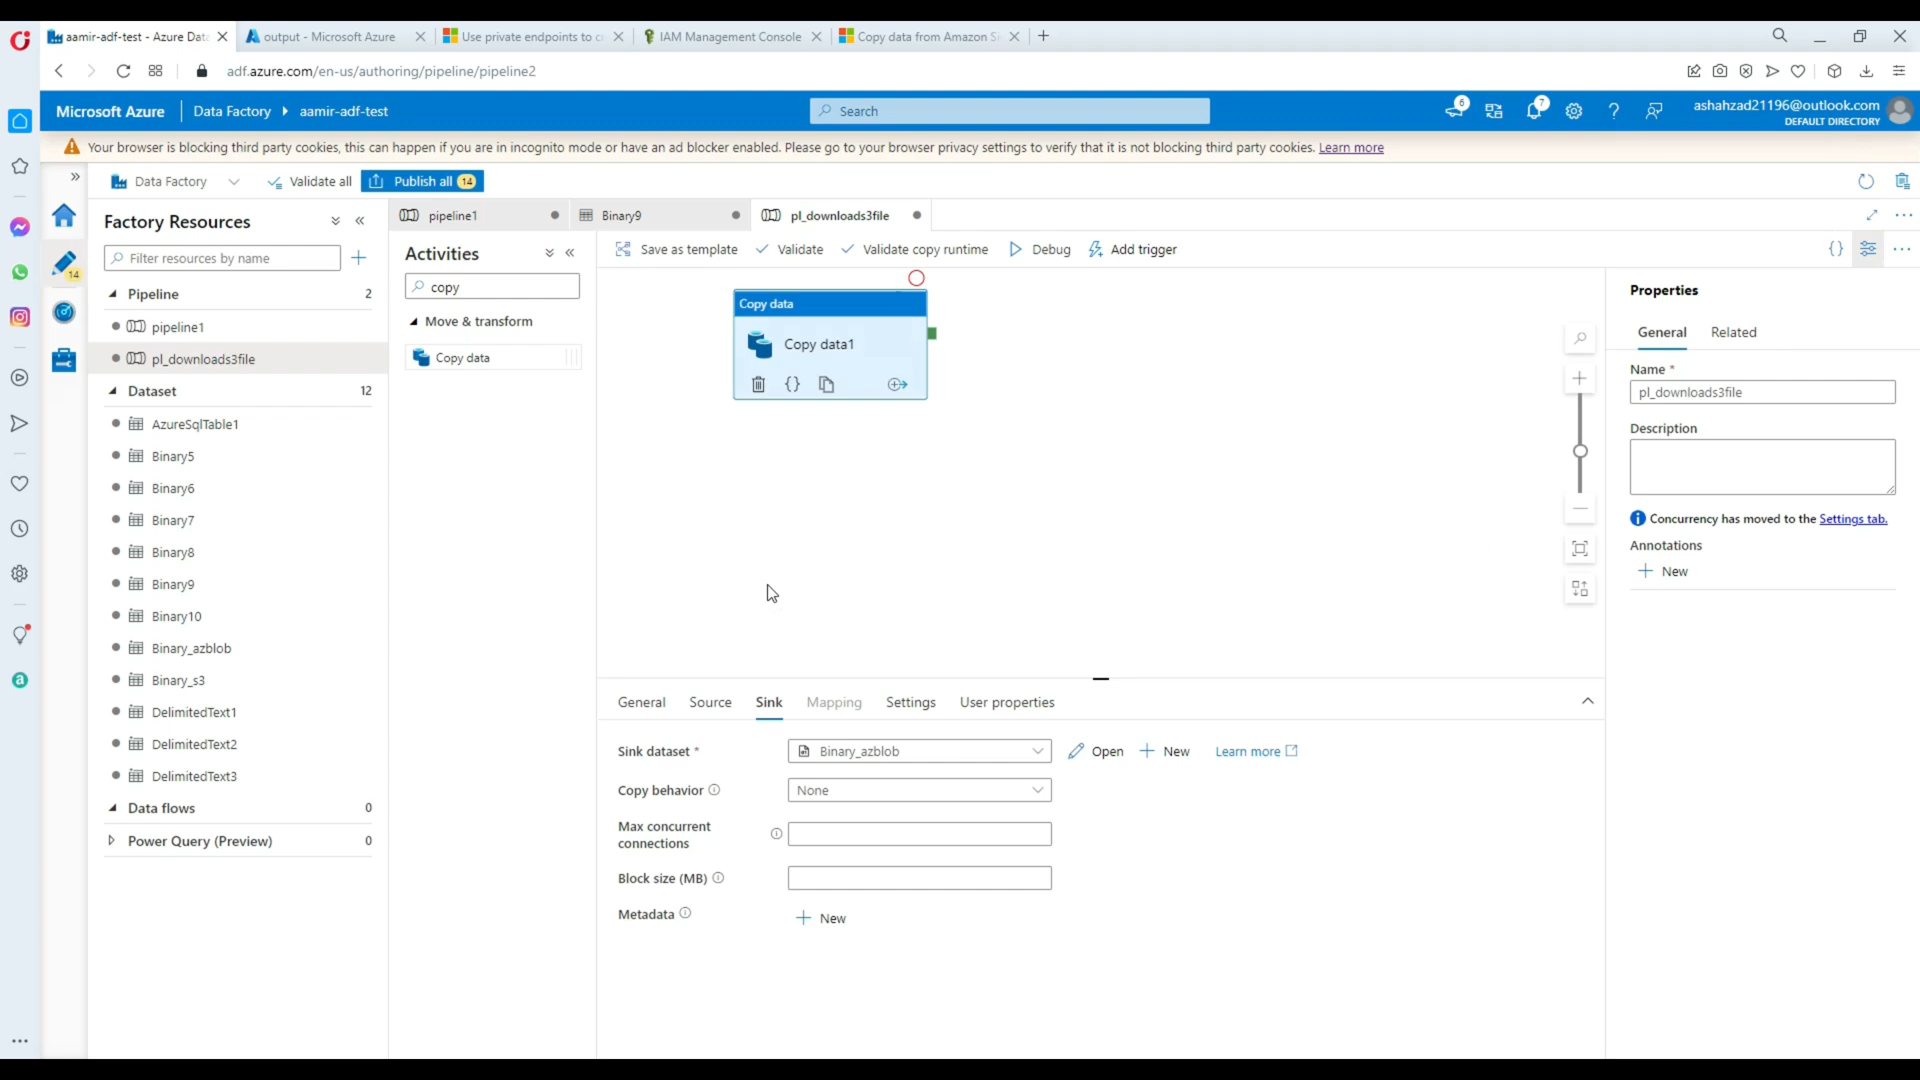 aamir-adf-test - Azure Data
output - Microsoft Azure
Use private endpoints to c
IAM Management Console
Copy data from Amazon S
adf.azure.com/en-us/authoring/pipeline/pipeline2
Microsoft Azure
Data Factory
aamir-adf-test
Search
6
7
ashahzad21196@outlook.com
DEFAULT DIRECTORY
Your browser is blocking third party cookies, this can happen if you are in incognito mode or have an ad blocker enabled. Please go to your browser privacy settings to verify that it is not blocking third party cookies. Learn more
Data Factory
Validate all
Publish all 14
Factory Resources
pipeline1
Binary9
pl_downloads3file
Filter resources by name
Activities
Save as template
Validate
Validate copy runtime
Debug
Add trigger
14
Pipeline 2
pipeline1
pl_downloads3file
Dataset 12
AzureSqlTable1
Binary5
Binary6
Binary7
Binary8
Binary9
Binary10
Binary_azblob
Binary_s3
DelimitedText1
DelimitedText2
DelimitedText3
Data flows 0
Power Query (Preview) 0
copy
Move & transform
Copy data
Copy data
Copy data1
General
Source
Sink
Mapping
Settings
User properties
Sink dataset *
Binary_azblob
Open
New
Learn more
Copy behavior
None
Max concurrent
connections
Block size (MB)
Metadata
New
Properties
General
Related
Name *
pl_downloads3file
Description
Concurrency has moved to the Settings tab.
Annotations
New